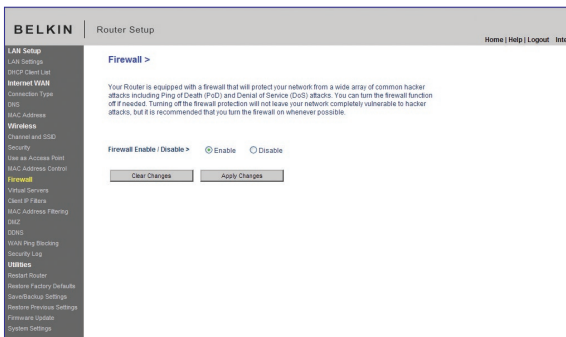 BELKIN
Router Setup
Home | Help | Logout Inte
LAN Setup
LAN Settings
DHCP Client List
Internet WAN
Connection Type
DNS
MAC Address
Wireless
Channel and SSID
Security
Use as Access Point
MAC Address Control
Firewall
Virtual Servers
Client IP Filters
MAC Address Filtering
DMZ
DDNS
WAN Ping Blocking
Security Log
Utilities
Restart Router
Restore Factory Defaults
Save/Backup Settings
Restore Previous Settings
Firmware Update
System Settings
Firewall >
Your Router is equipped with a firewall that will protect your network from a wide array of common hacker
attacks including Ping of Death (PoD) and Denial of Service (DoS) attacks. You can turn the firewall function
off if needed. Turning off the firewall protection will not leave your network completely vulnerable to hacker
attacks, but it is recommended that you turn the firewall on whenever possible.
Firewall Enable / Disable > Enable Disable
Clear Changes Apply Changes